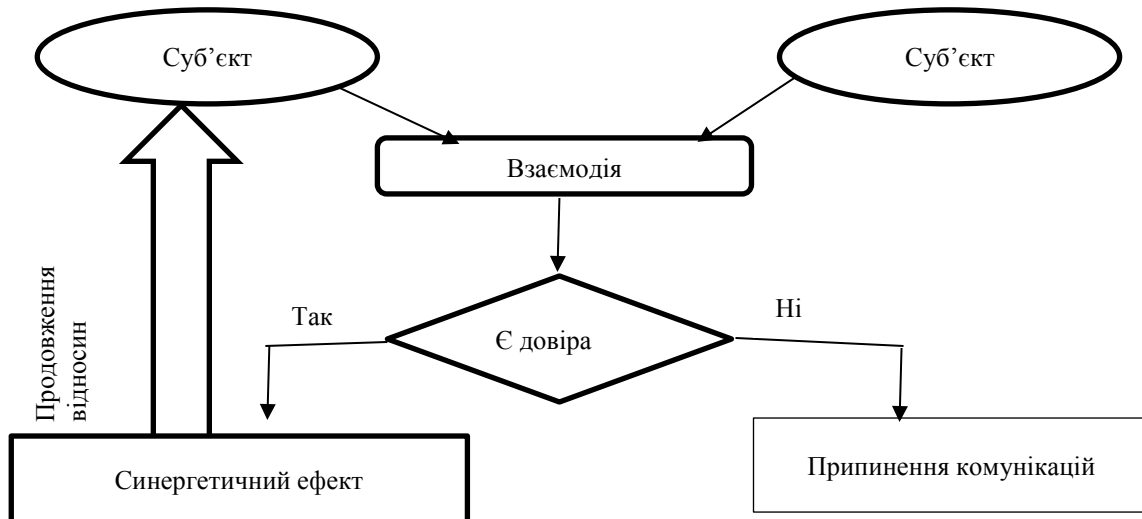 Суб’єкт
Суб’єкт
Взаємодія
Є довіра
Так
Ні
Продовження
відносин
Синергетичний ефект
Припинення комунікацій